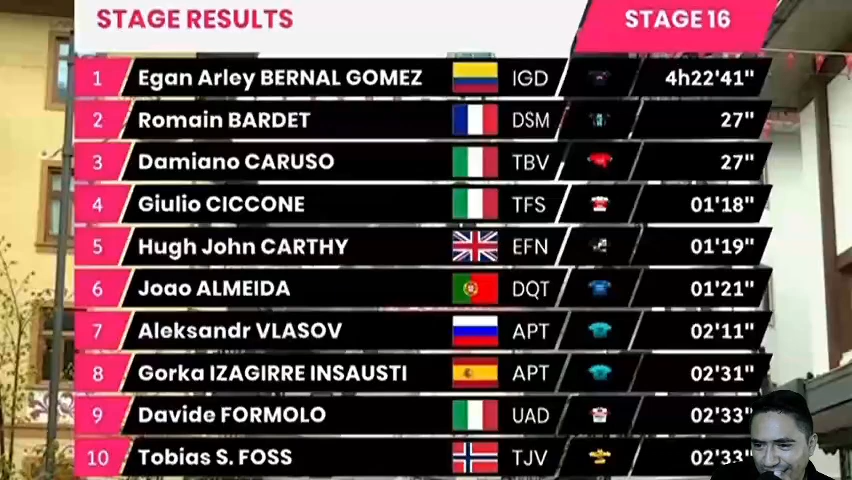 STAGE RESULTS STAGE 16
1 Egan Arley BERNAL GOMEZ IGD 4h22'41"
2 Romain BARDET DSM 27"
3 Damiano CARUSO TBV 27"
4 Giulio CICCONE TFS 01'18"
5 Hugh John CARTHY EFN 01'19"
6 Joao ALMEIDA DQT 01'21"
7 Aleksandr VLASOV APT 02'11"
8 Gorka IZAGIRRE INSAUSTI APT 02'31"
9 Davide FORMOLO UAD 02'33"
10 Tobias S. FOSS TJV 02'33"